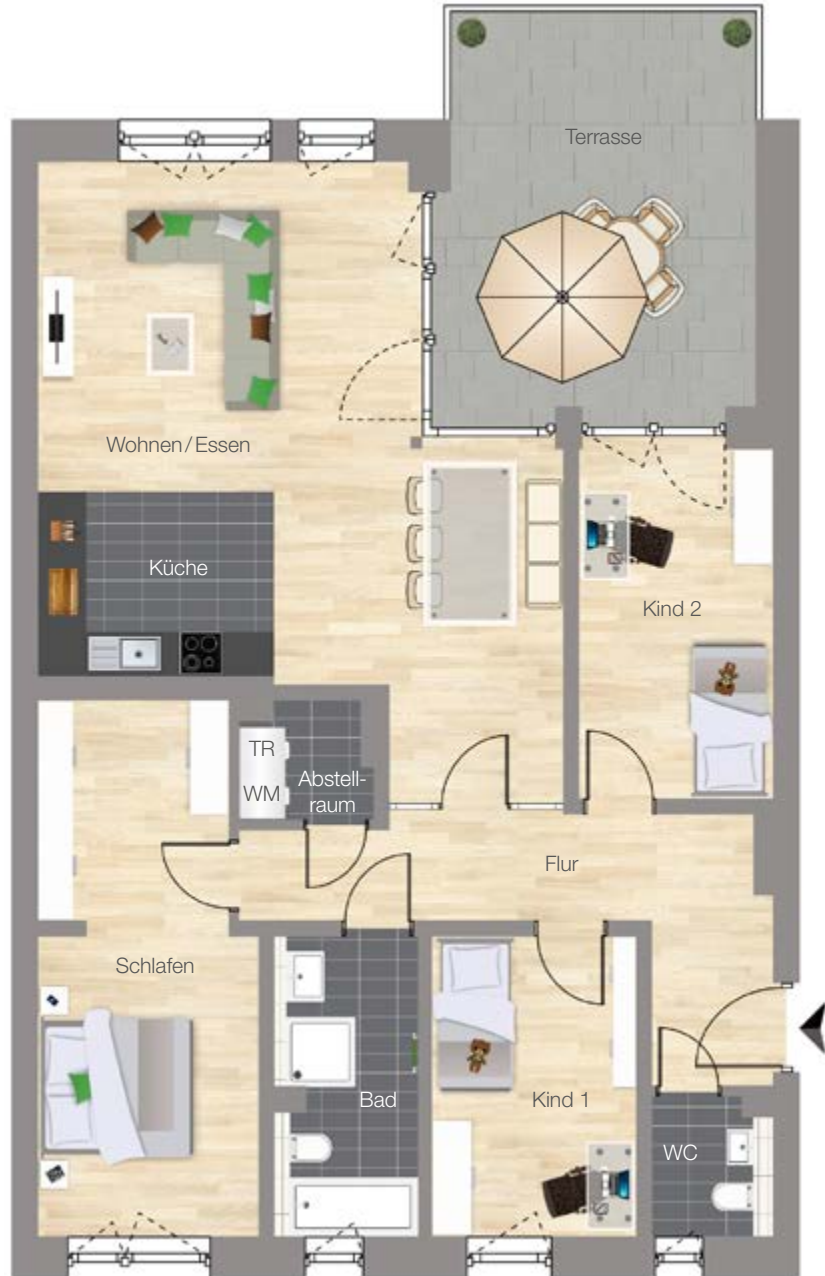 Terrasse
Wohnen/Essen
Küche
Kind 2
TR
WM
Abstell-
raum
Flur
Schlafen
Bad
Kind 1
WC